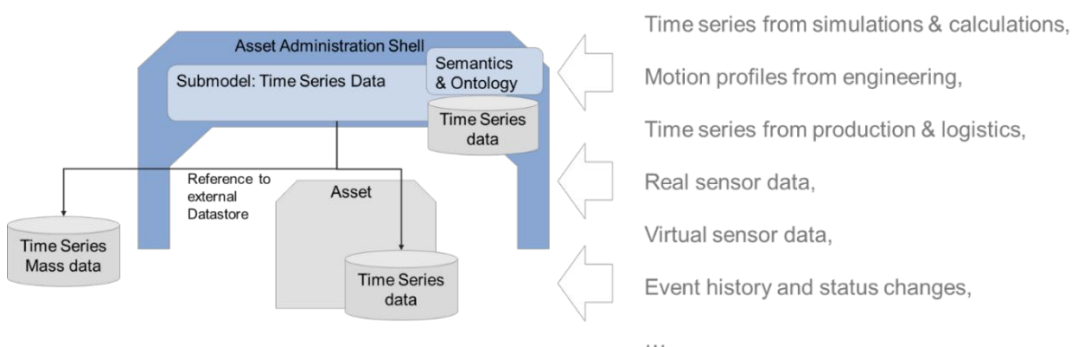 Asset Administration Shell
Submodel: Time Series Data
Semantics
& Ontology
Time Series
data
Reference to
external
Datastore
Asset
Time Series
Mass data
Time Series
data
Time series from simulations & calculations,
Motion profiles from engineering,
Time series from production & logistics,
Real sensor data,
Virtual sensor data,
Event history and status changes,
...